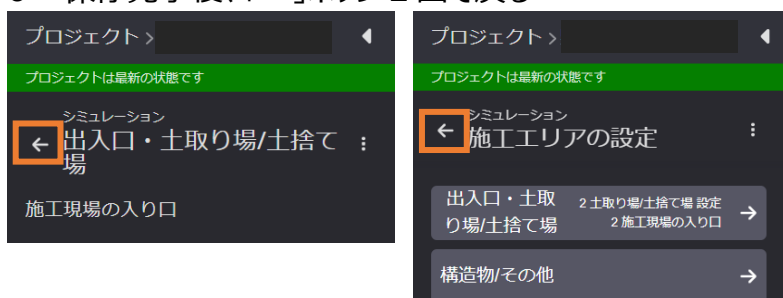 プロジェクト >
プロジェクトは最新の状態です
シミュレーション
出入口・土取り場/土捨て
場
施工現場の入り口
プロジェクト >
プロジェクトは最新の状態です
シミュレーション
施工エリアの設定
出入口・土取
り場/土捨て場
2 土取り場/土捨て場 設定
2 施工現場の入り口
構造物/その他